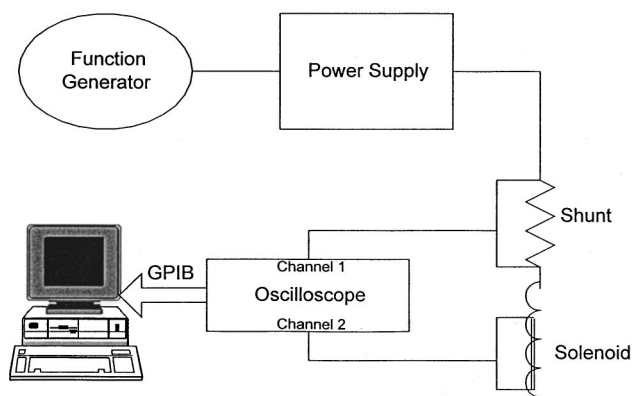 Function
Generator
Power Supply
Shunt
GPIB
Channel 1
Oscilloscope
Channel 2
Solenoid